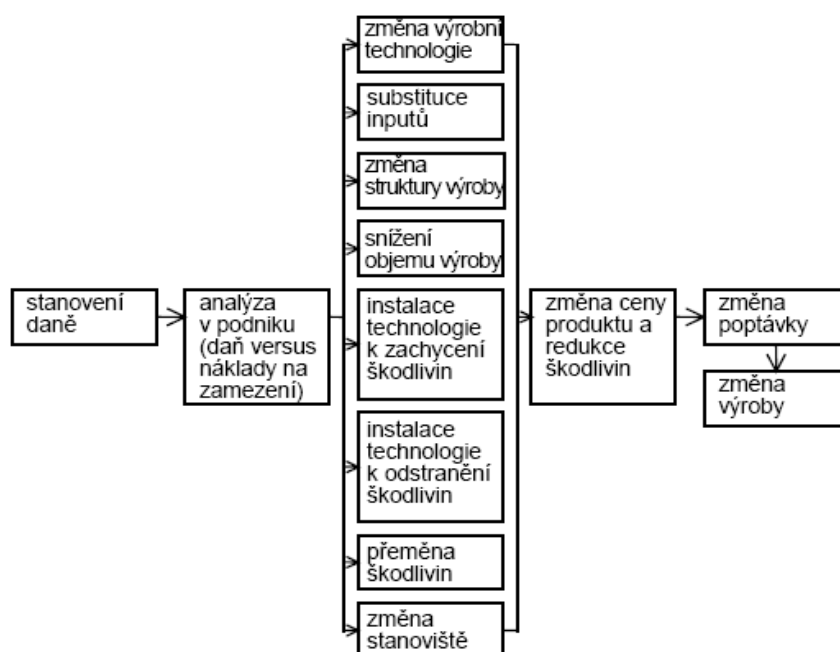 stanovení
daně
analýza
v podniku
(daň versus
náklady na
zamezení)
změna výrobní
technologie
substituce
inputů
změna
struktury výroby
snížení
objemu výroby
instalace
technologie
k zachycení
škodlivin
instalace
technologie
k odstranění
škodlivin
přeměna
škodlivin
změna
stanoviště
změna ceny
produktu a
redukce
škodlivin
změna
poptávky
změna
výroby